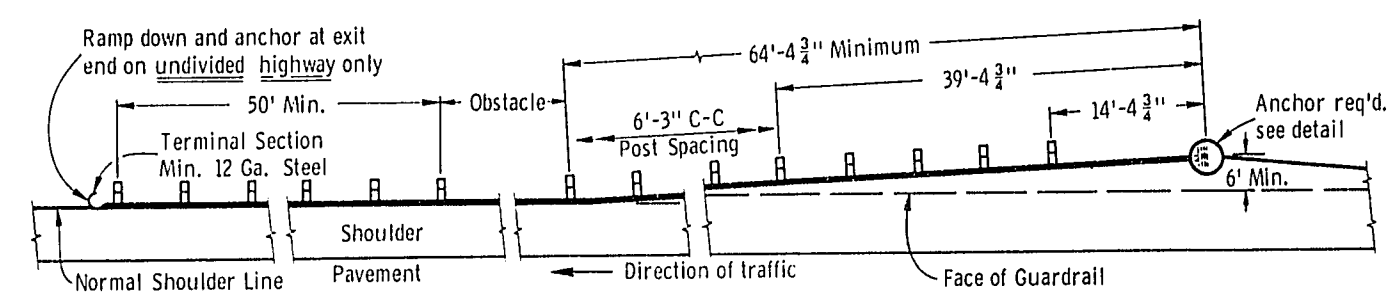 Ramp down and anchor at exit
end on undivided highway only
50' Min.
Obstacle
64'-4 3/4" Minimum
39'-4 3/4"
14'-4 3/4"
6'-3" C-C
Post Spacing
Anchor req'd.
see detail
Terminal Section
Min. 12 Ga. Steel
6' Min.
Shoulder
Pavement
Normal Shoulder Line
Direction of traffic
Face of Guardrail